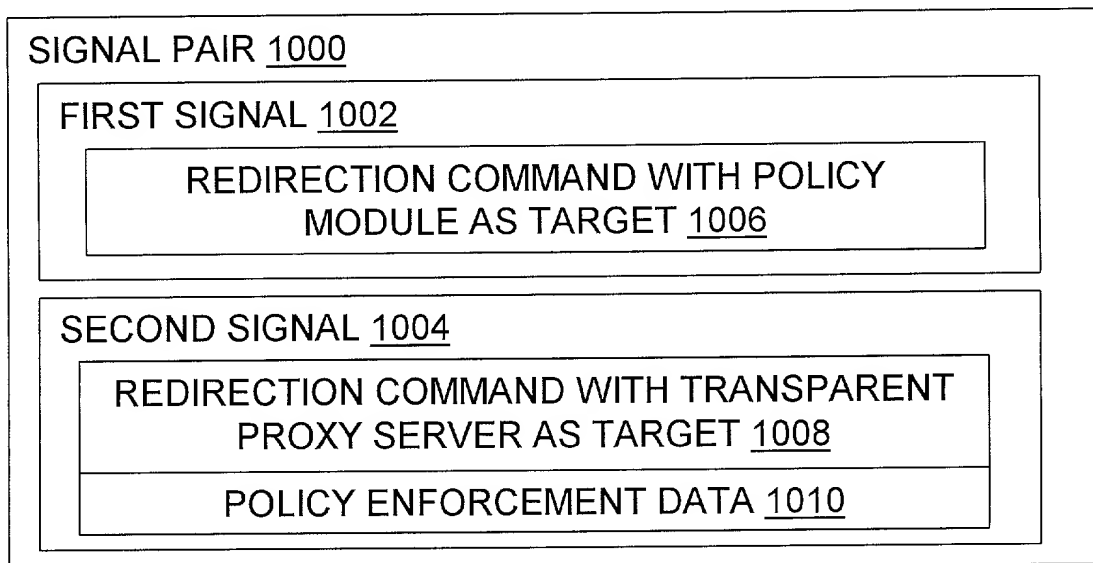 SIGNAL PAIR 1000
FIRST SIGNAL 1002
REDIRECTION COMMAND WITH POLICY
MODULE AS TARGET 1006
SECOND SIGNAL 1004
REDIRECTION COMMAND WITH TRANSPARENT
PROXY SERVER AS TARGET 1008
POLICY ENFORCEMENT DATA 1010